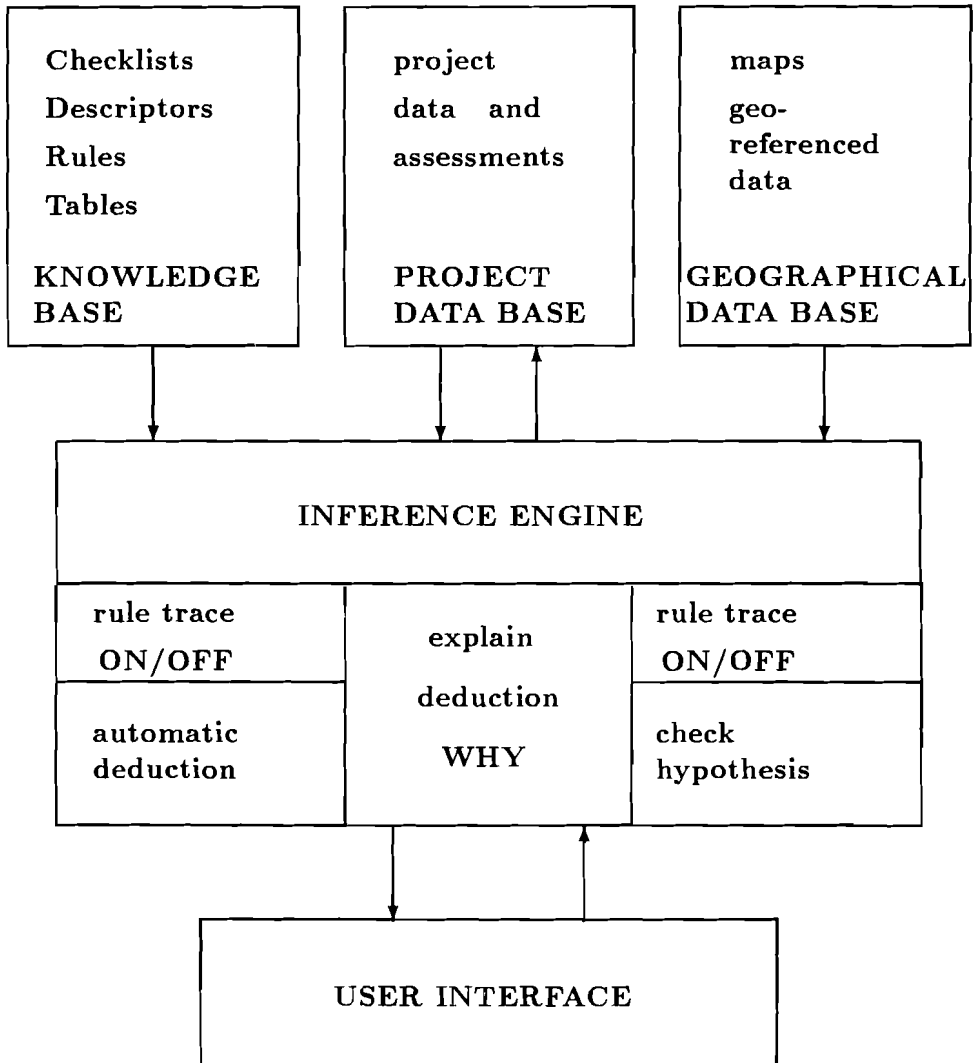 Checklists
Descriptors
Rules
Tables
KNOWLEDGE
BASE
project
data and
assessments
PROJECT
DATA BASE
maps
geo-
referenced
data
GEOGRAPHICAL
DATA BASE
INFERENCE ENGINE
rule trace
ON/OFF
automatic
deduction
explain
deduction
WHY
rule trace
ON/OFF
check
hypothesis
USER INTERFACE